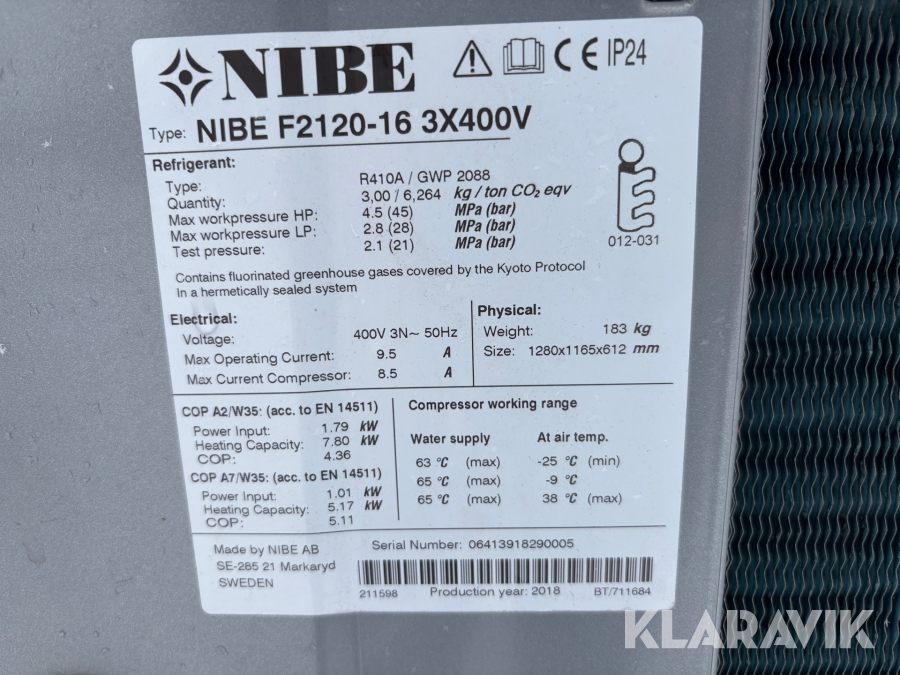 NIBE IP24
Type: NIBE F2120-16 3X400V
Refrigerant:
Type: R410A / GWP 2088
Quantity: 3,00 / 6,264 kg / ton CO₂ eqv
Max workpressure HP: 4.5 (45) MPa (bar)
Max workpressure LP: 2.8 (28) MPa (bar)
Test pressure: 2.1 (21) MPa (bar)
012-031
Contains fluorinated greenhouse gases covered by the Kyoto Protocol
In a hermetically sealed system
Electrical:
Voltage: 400V 3N~ 50Hz
Max Operating Current: 9.5 A
Max Current Compressor: 8.5 A
Physical:
Weight: 183 kg
Size: 1280x1165x612 mm
COP A2/W35: (acc. to EN 14511)
Power Input: 1.79 kW
Heating Capacity: 7.80 kW
COP: 4.36
COP A7/W35: (acc. to EN 14511)
Power Input: 1.01 kW
Heating Capacity: 5.17 kW
COP: 5.11
Compressor working range
Water supply At air temp.
63 °C (max) -25 °C (min)
65 °C (max) -9 °C
65 °C (max) 38 °C (max)
Made by NIBE AB
SE-285 21 Markaryd
SWEDEN
Serial Number: 06413918290005
211598 Production year: 2018 BT/711684
KLARAVIK